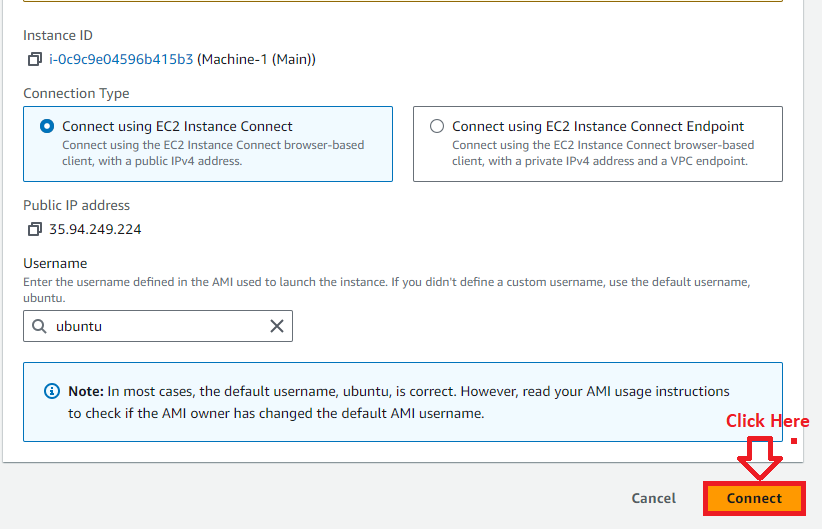 Instance ID
i-0c9c9e04596b415b3 (Machine-1 (Main))
Connection Type
Connect using EC2 Instance Connect
Connect using the EC2 Instance Connect browser-based
client, with a public IPv4 address.
Connect using EC2 Instance Connect Endpoint
Connect using the EC2 Instance Connect browser-based
client, with a private IPv4 address and a VPC endpoint.
Public IP address
35.94.249.224
Username
Enter the username defined in the AMI used to launch the instance. If you didn't define a custom username, use the default username,
ubuntu.
ubuntu
Note: In most cases, the default username, ubuntu, is correct. However, read your AMI usage instructions
to check if the AMI owner has changed the default AMI username.
Click Here
Cancel
Connect